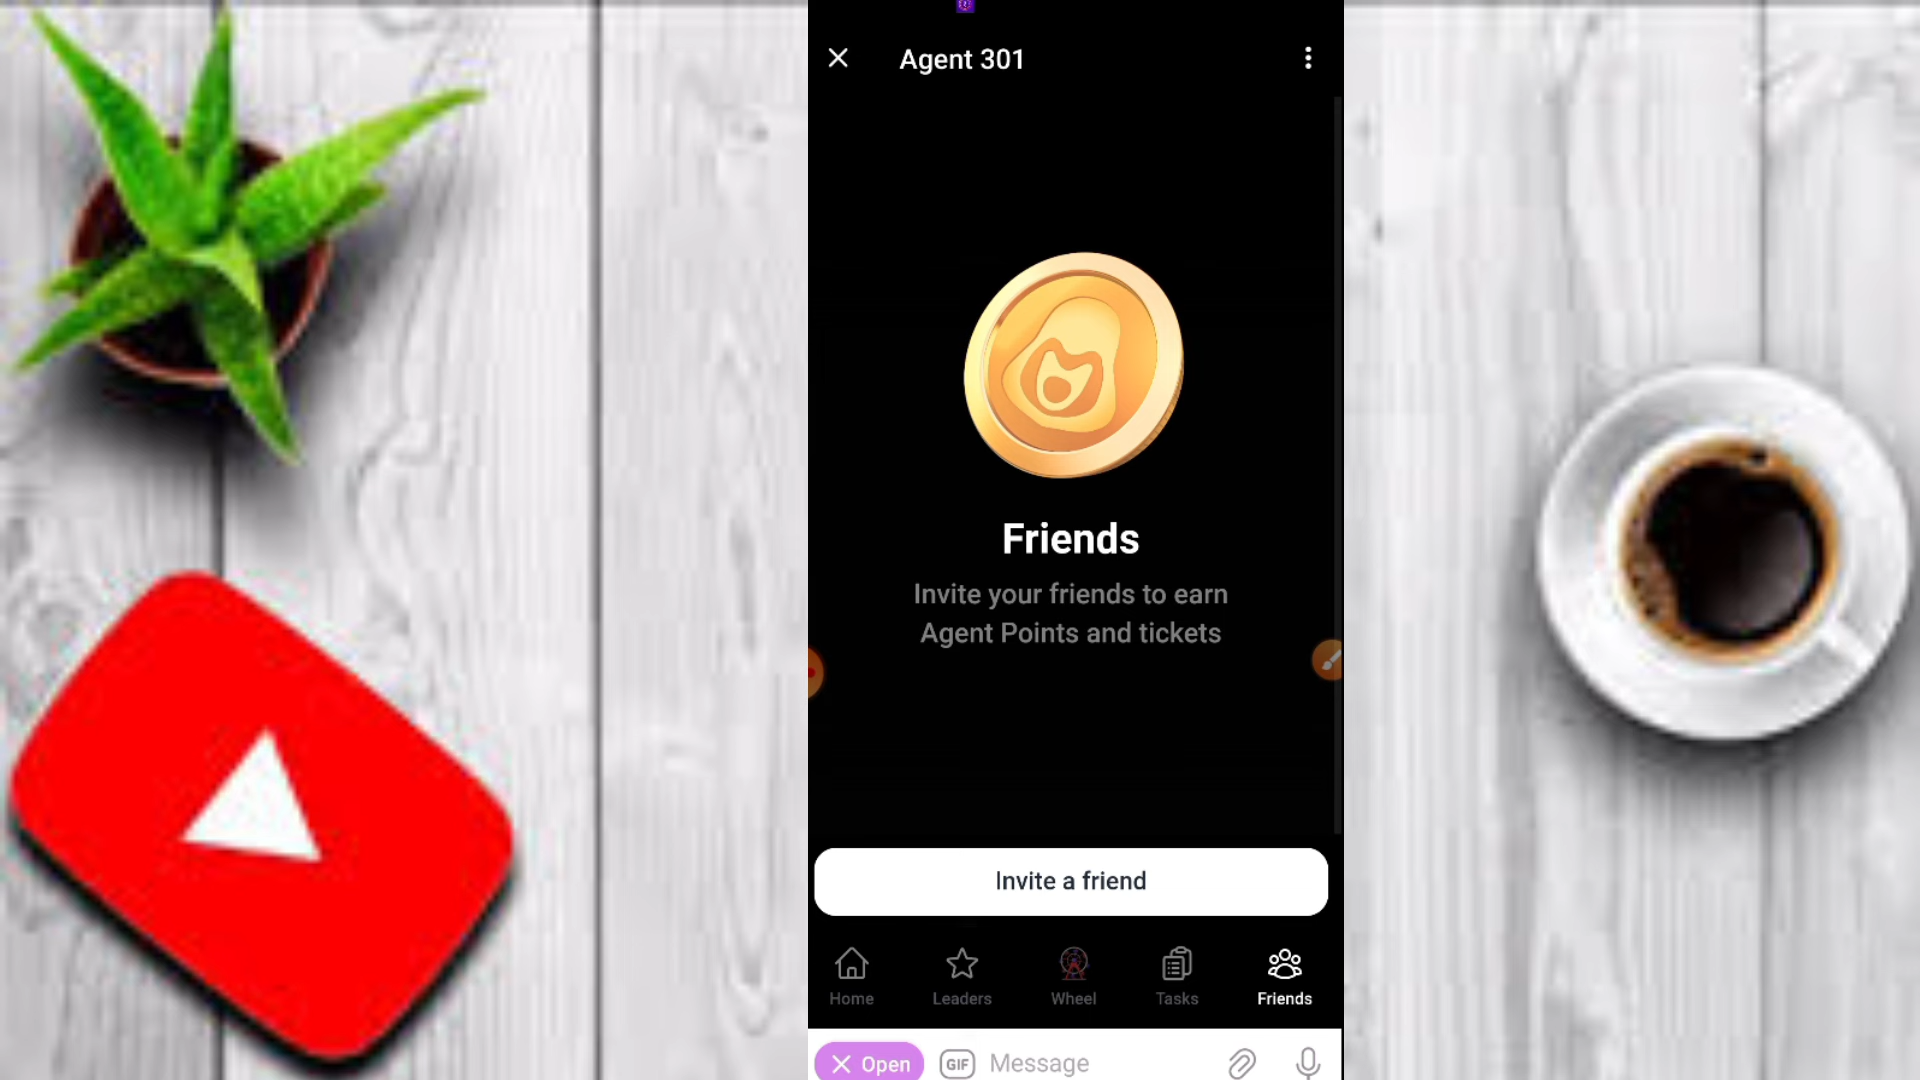 Agent 301
Friends
Invite your friends to earn
Agent Points and tickets
Invite a friend
Home
Leaders
Wheel
Tasks
Friends
Open
GIF
Message